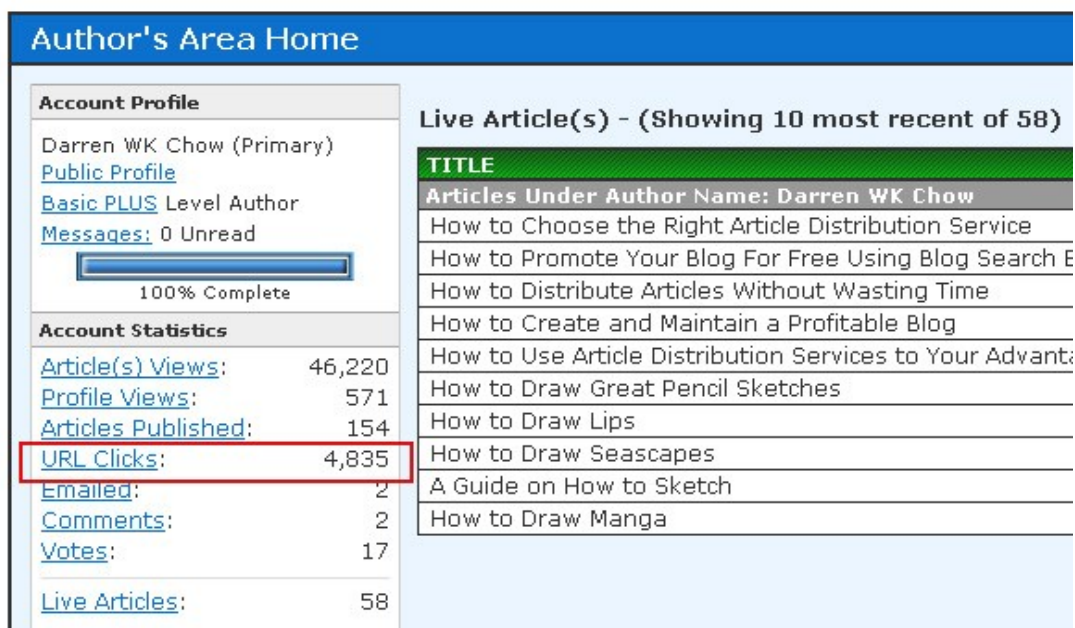 Author's Area Home
Account Profile
Darren WK Chow (Primary)
Public Profile
Basic PLUS Level Author
Messages: 0 Unread
100% Complete
Account Statistics
Article(s) Views: 46,220
Profile Views: 571
Articles Published: 154
URL Clicks: 4,835
Emailed: 2
Comments: 2
Votes: 17
Live Articles: 58
Live Article(s) - (Showing 10 most recent of 58)
TITLE
Articles Under Author Name: Darren WK Chow
How to Choose the Right Article Distribution Service
How to Promote Your Blog For Free Using Blog Search
How to Distribute Articles Without Wasting Time
How to Create and Maintain a Profitable Blog
How to Use Article Distribution Services to Your
How to Draw Great Pencil Sketches
How to Draw Lips
How to Draw Seascapes
A Guide on How to Sketch
How to Draw Manga